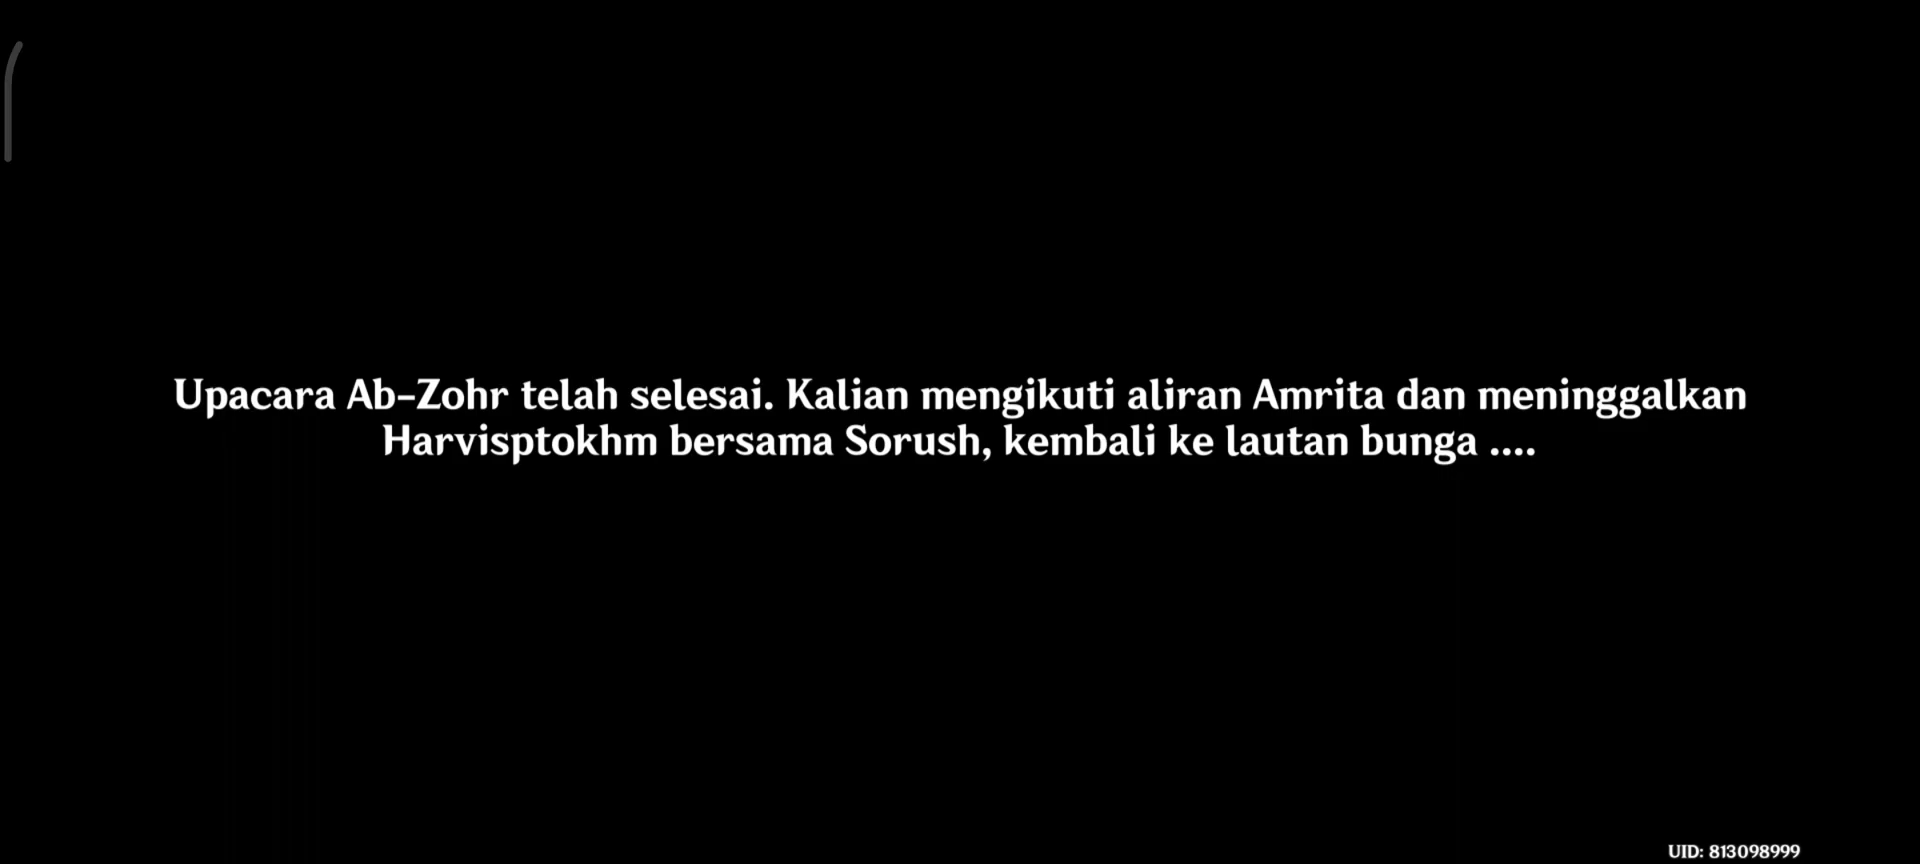 Upacara Ab-Zohr telah selesai. Kalian mengikuti aliran Amrita dan meninggalkan
Harvisptokhm bersama Sorush, kembali ke lautan bunga ....
UID: 813098999